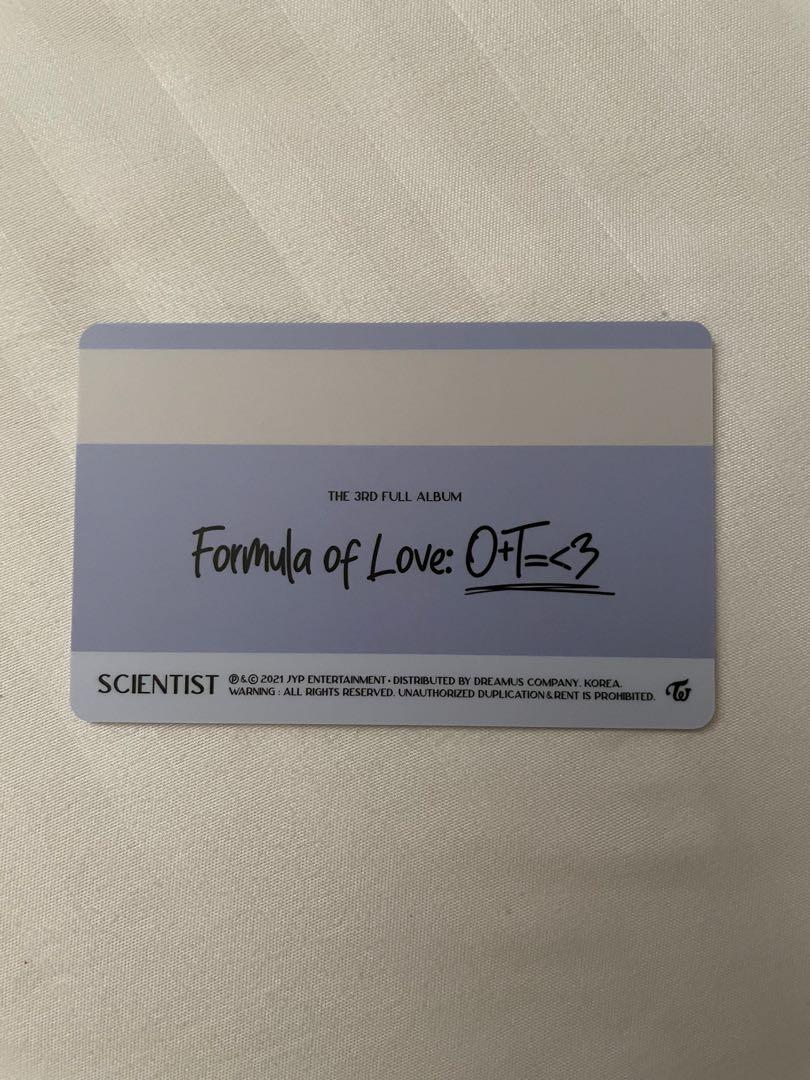 THE 3RD FULL ALBUM
Formula of Love: O+T=<3
SCIENTIST
Ⓟ&© 2021 JYP ENTERTAINMENT • DISTRIBUTED BY DREAMUS COMPANY. KOREA.
WARNING : ALL RIGHTS RESERVED. UNAUTHORIZED DUPLICATION & RENT IS PROHIBITED.